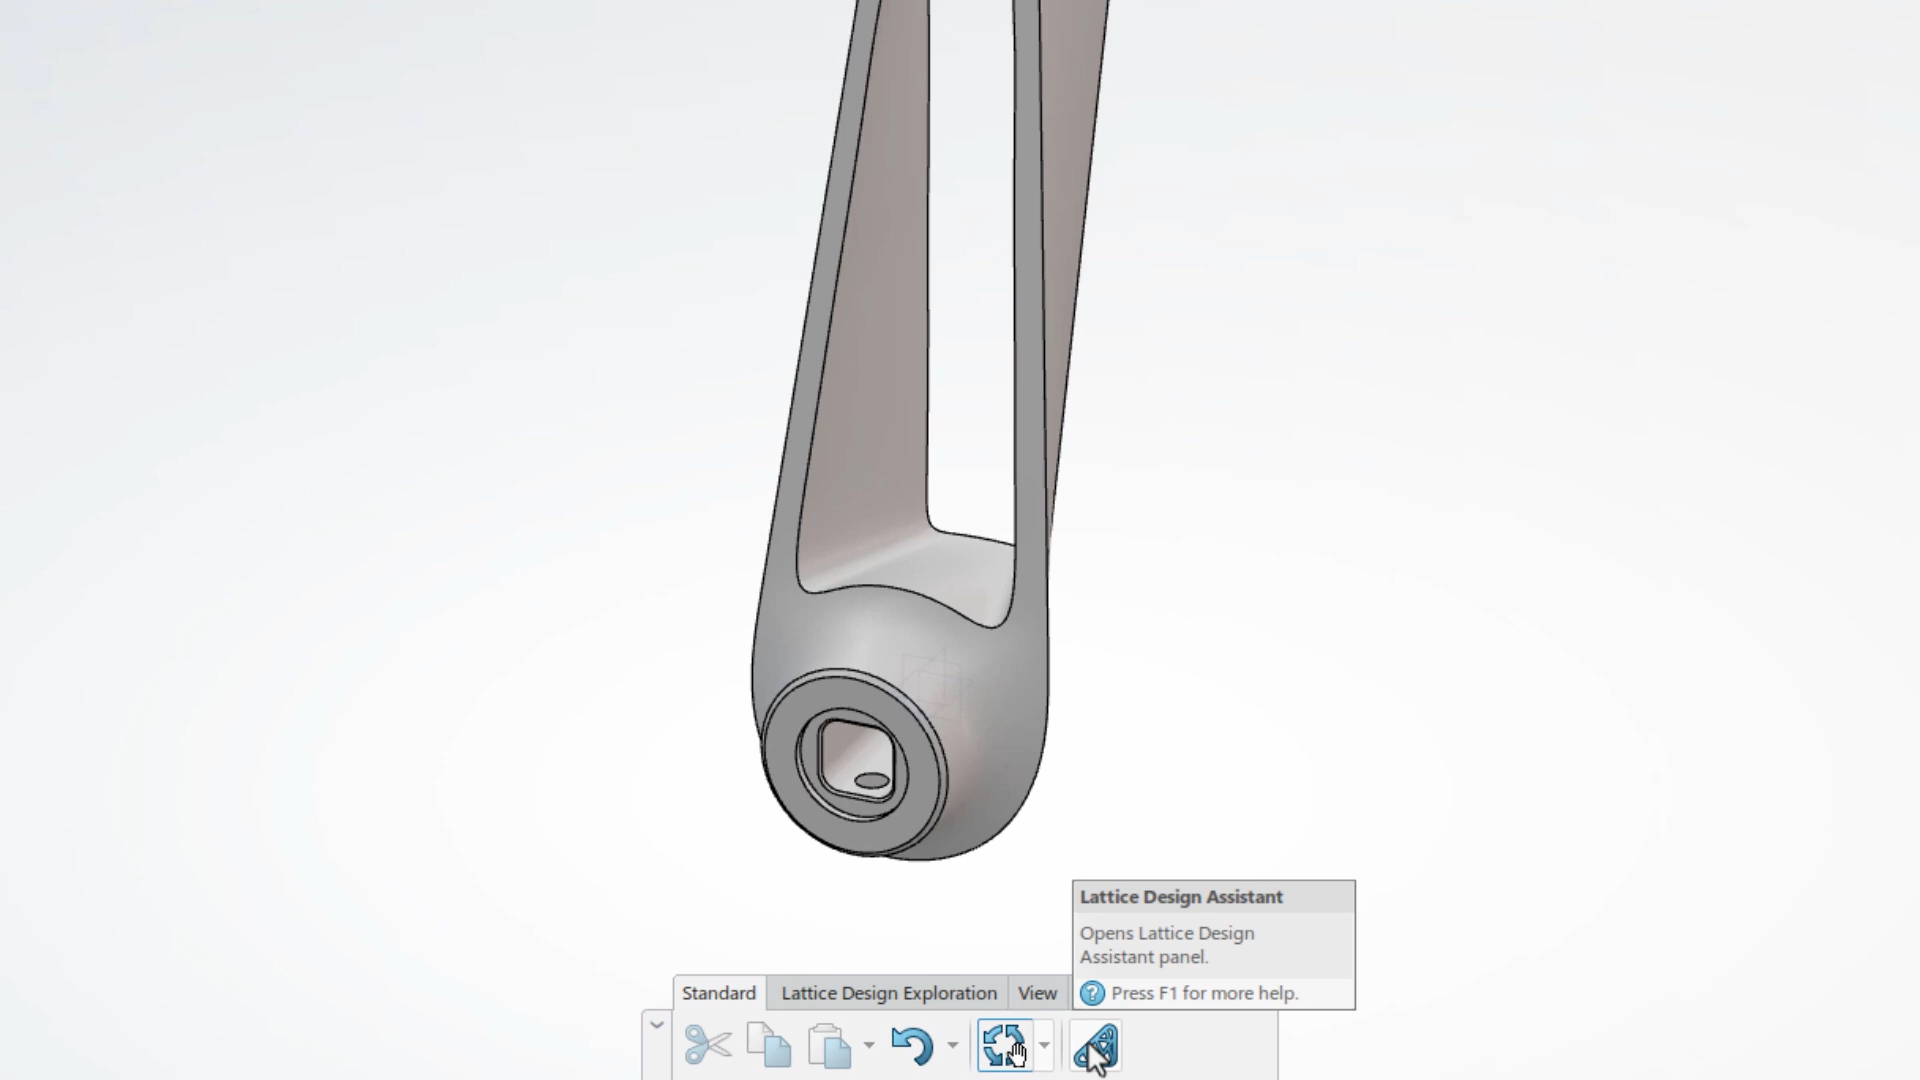 Lattice Design Assistant
Opens Lattice Design
Assistant panel.
Press F1 for more help.
Standard
Lattice Design Exploration
View